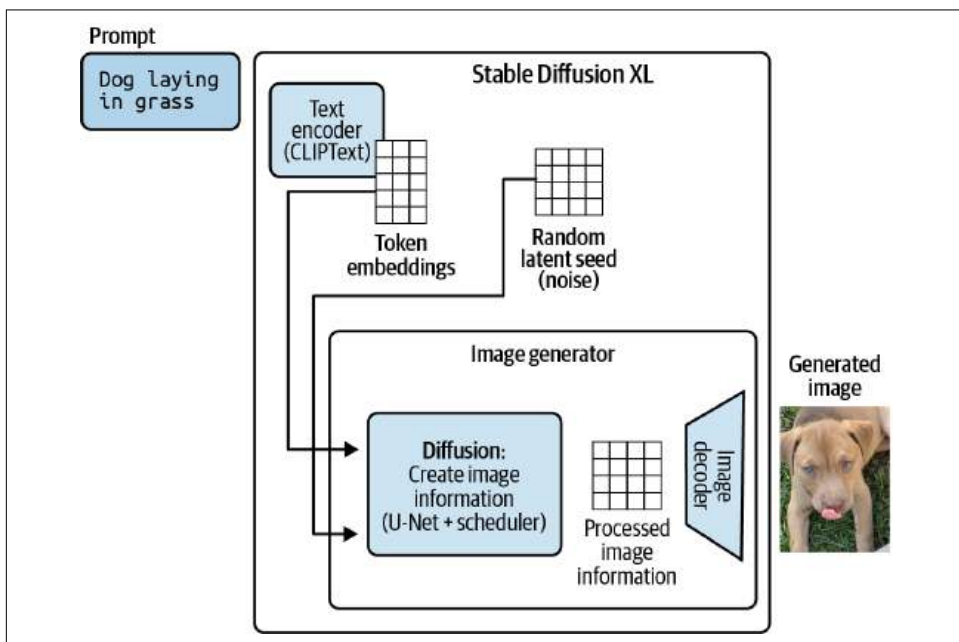 Prompt
Dog laying
in grass
Stable Diffusion XL
Text
encoder
(CLIPText)
Token
embeddings
Random
latent seed
(noise)
Image generator
Diffusion:
Create image
information
(U-Net + scheduler)
Processed
image
information
Image
decoder
Generated
image